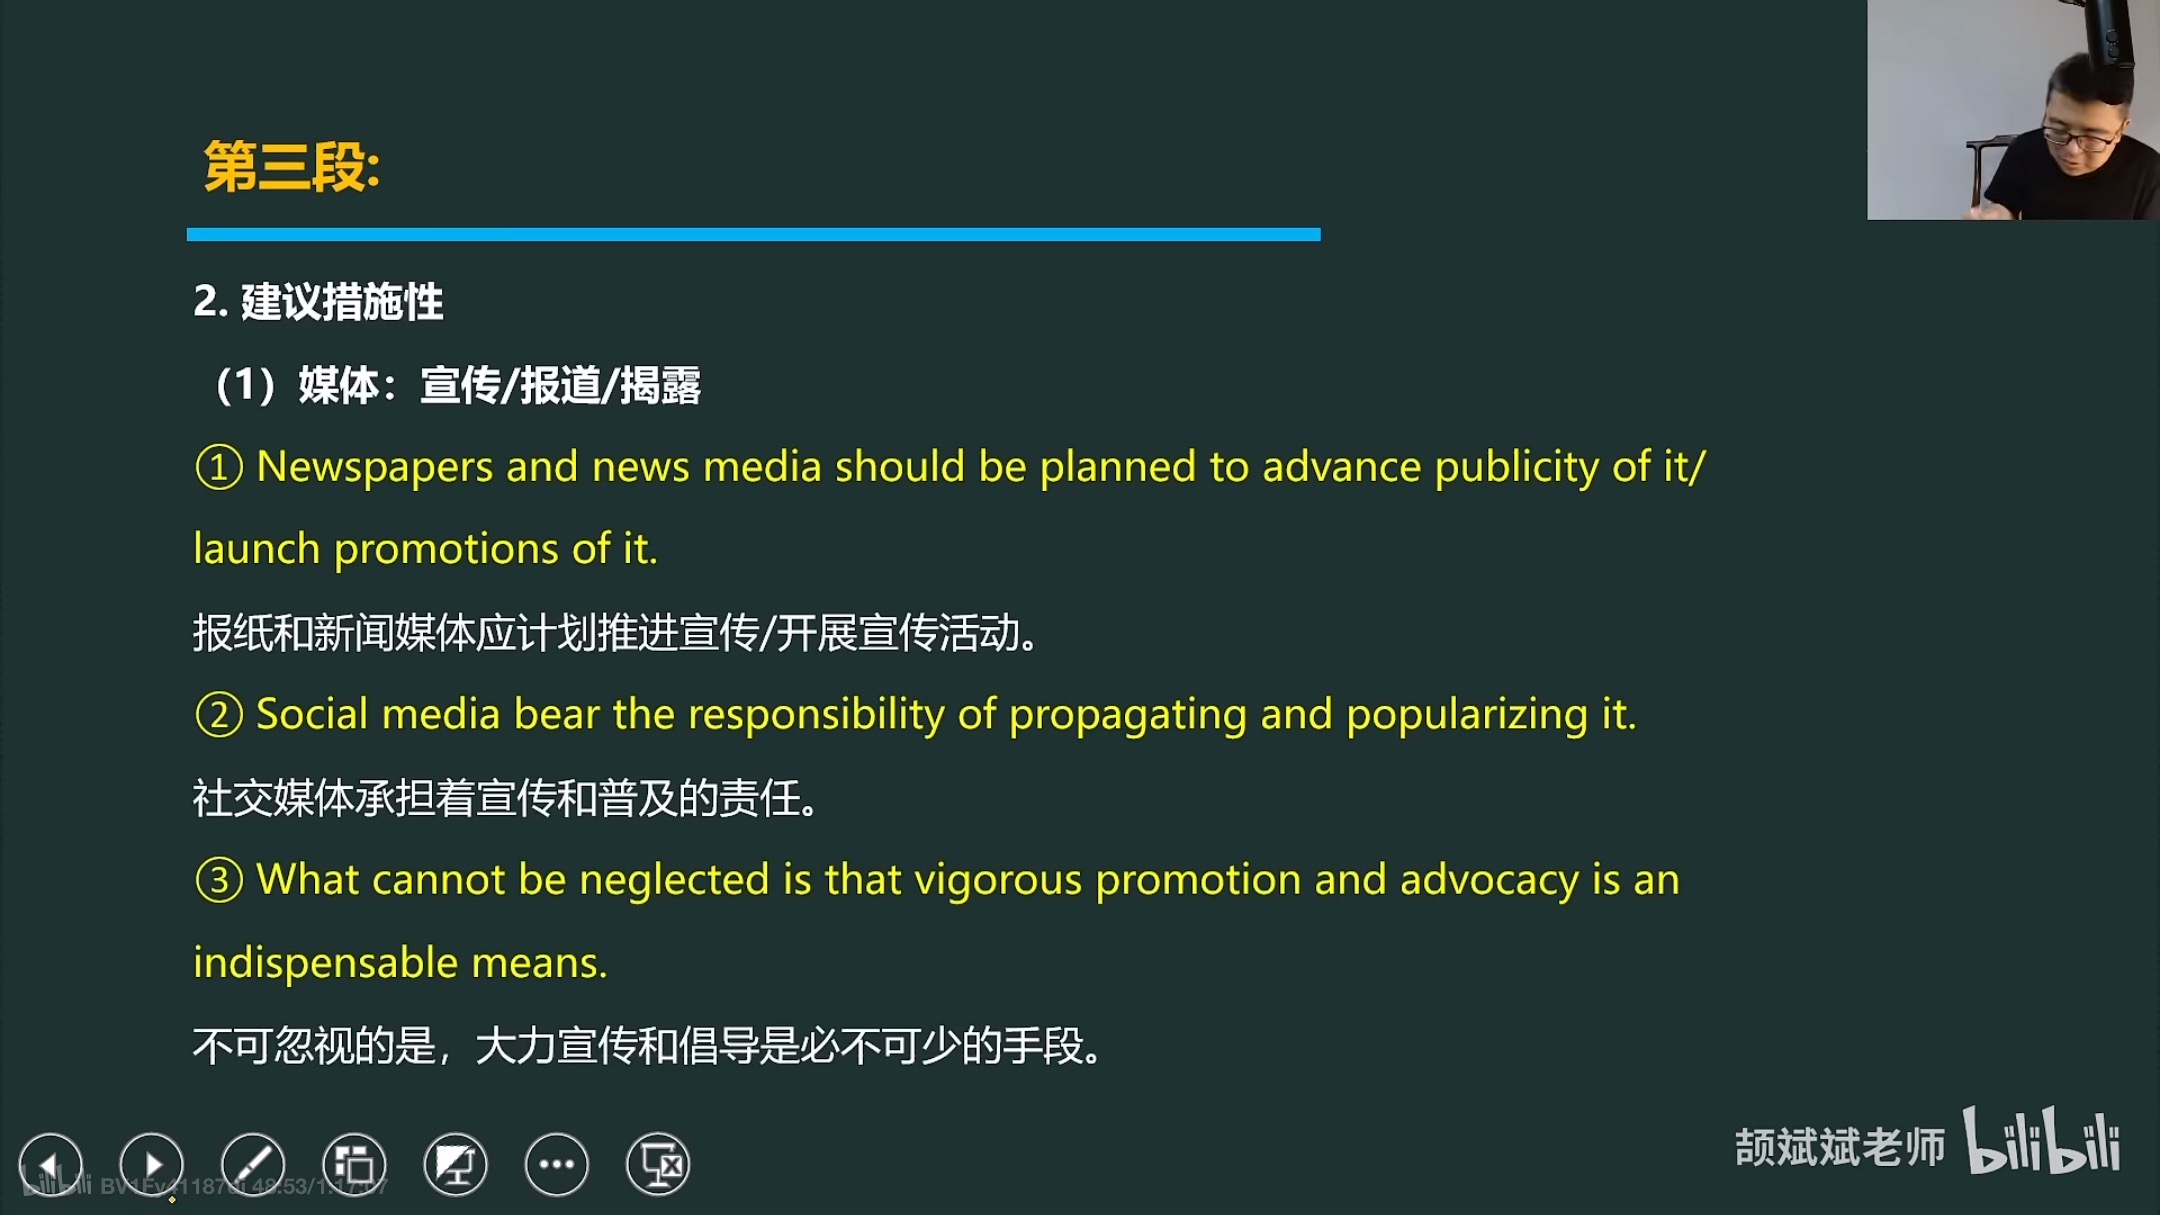 第三段:
2. 建议措施性
（1）媒体：宣传/报道/揭露
① Newspapers and news media should be planned to advance publicity of it/
launch promotions of it.
报纸和新闻媒体应计划推进宣传/开展宣传活动。
② Social media bear the responsibility of propagating and popularizing it.
社交媒体承担着宣传和普及的责任。
③ What cannot be neglected is that vigorous promotion and advocacy is an
indispensable means.
不可忽视的是，大力宣传和倡导是必不可少的手段。
颉斌斌老师 bilibili
bilibili 48:53/1:17:07